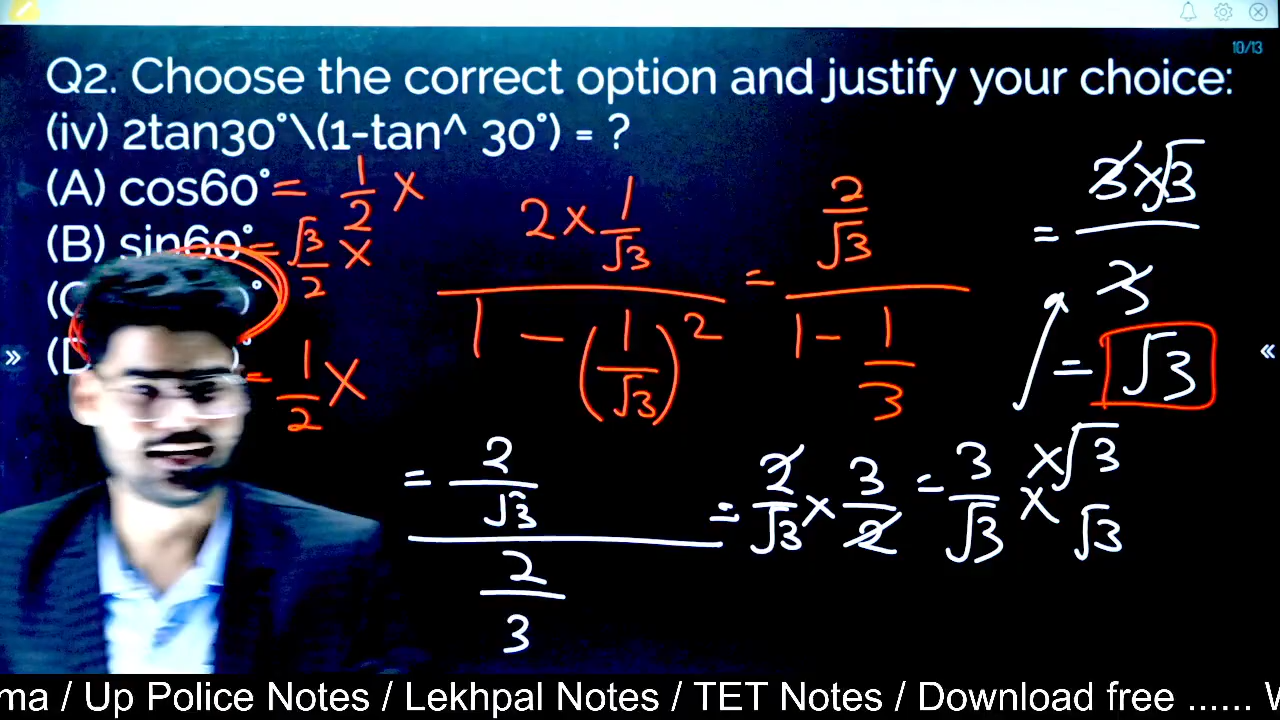 10/13
Q2. Choose the correct option and justify your choice:
(iv) 2tan30°\(1-tan^ 30°) = ?
(A) cos60° = 1/2 ×
(B) sin60° = √3/2 ×
= 1/2 ×
2 × 1/√3 / 1 - (1/√3)² = 2/√3 / 1 - 1/3
= 2/√3 / 2/3 = 2/√3 × 3/2 = 3/√3 × √3 × √3
= 3×√3 / 3
= √3
/ Up Police Notes / Lekhpal Notes / TET Notes / Download free ......